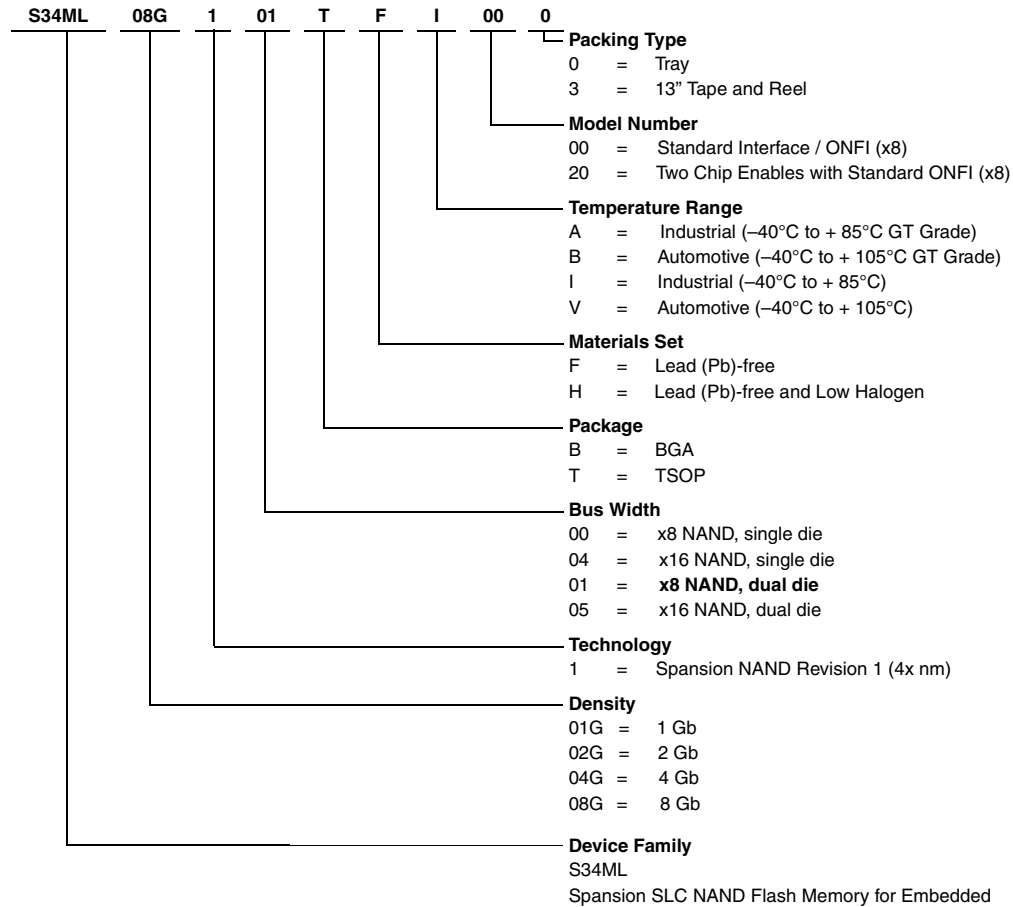 S34ML 08G 1 01 T F I 00 0
Packing Type
0 = Tray
3 = 13” Tape and Reel
Model Number
00 = Standard Interface / ONFI (x8)
20 = Two Chip Enables with Standard ONFI (x8)
Temperature Range
A = Industrial (–40°C to + 85°C GT Grade)
B = Automotive (–40°C to + 105°C GT Grade)
I = Industrial (–40°C to + 85°C)
V = Automotive (–40°C to + 105°C)
Materials Set
F = Lead (Pb)-free
H = Lead (Pb)-free and Low Halogen
Package
B = BGA
T = TSOP
Bus Width
00 = x8 NAND, single die
04 = x16 NAND, single die
01 = x8 NAND, dual die
05 = x16 NAND, dual die
Technology
1 = Spansion NAND Revision 1 (4x nm)
Density
01G = 1 Gb
02G = 2 Gb
04G = 4 Gb
08G = 8 Gb
Device Family
S34ML
Spansion SLC NAND Flash Memory for Embedded